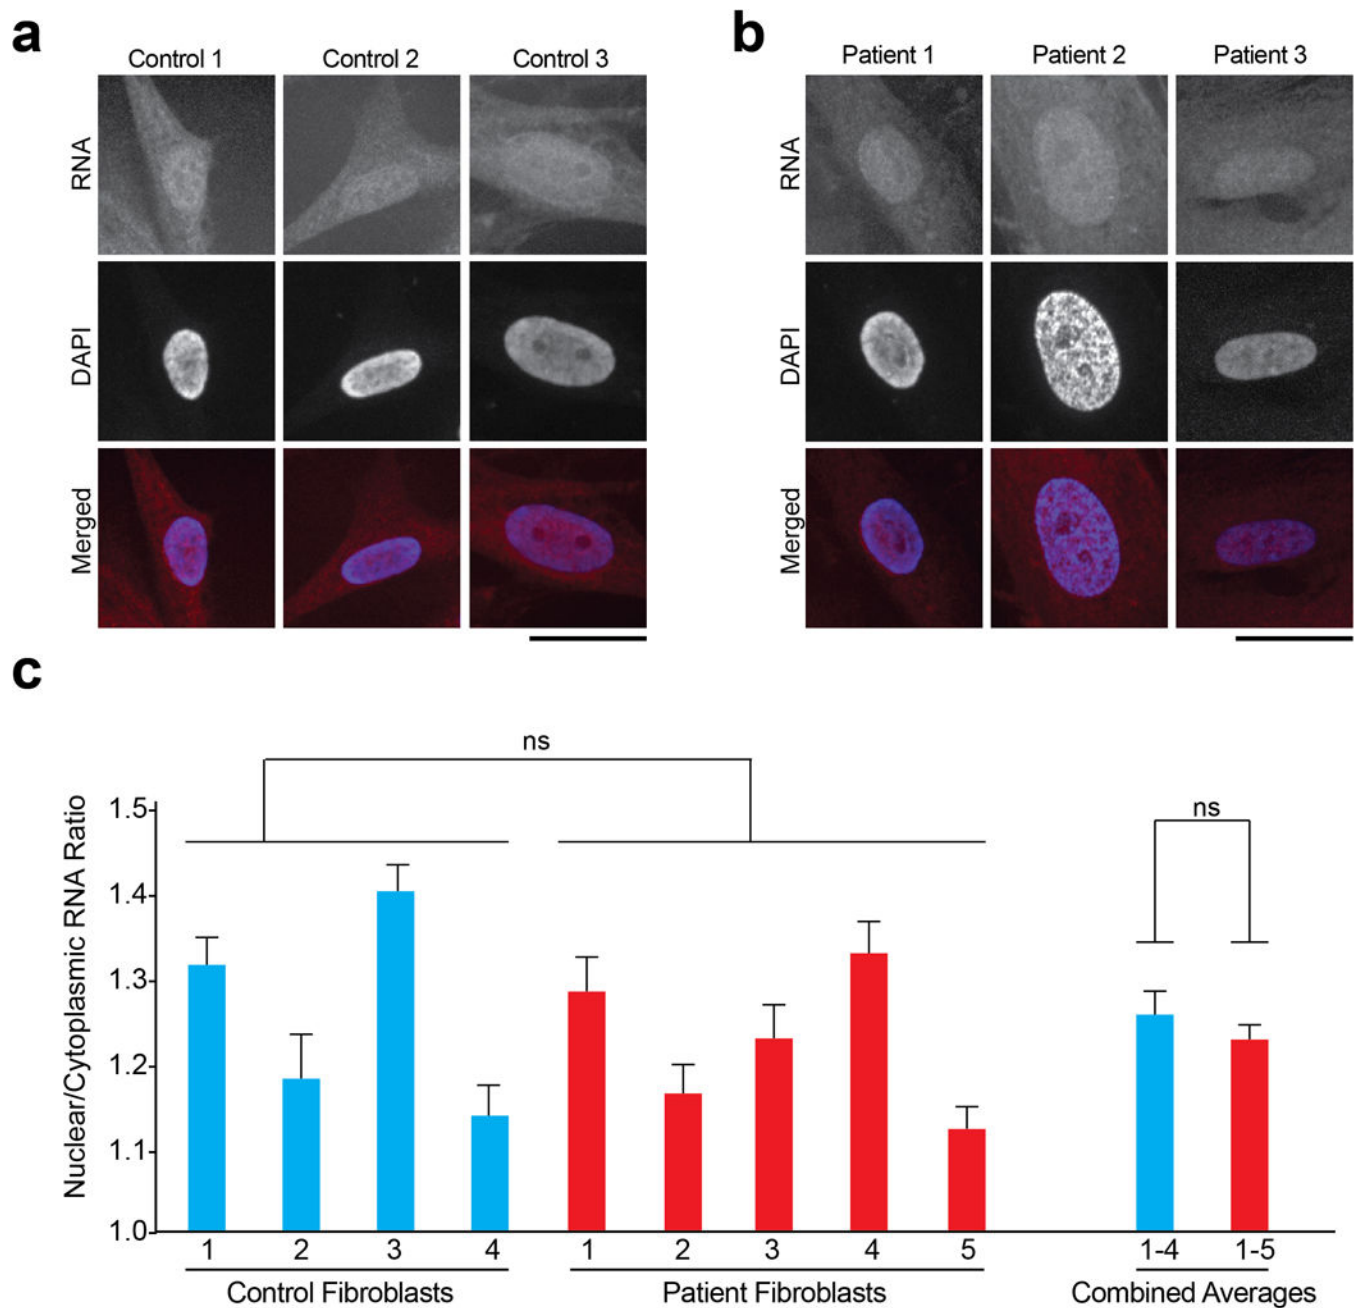 a
Control 1 Control 2 Control 3
RNA
DAPI
Merged
b
Patient 1 Patient 2 Patient 3
RNA
DAPI
Merged
c
ns
ns
Nuclear/Cytoplasmic RNA Ratio
1.5
1.4
1.3
1.2
1.1
1.0
1 2 3 4 1 2 3 4 5 1-4 1-5
Control Fibroblasts Patient Fibroblasts Combined Averages